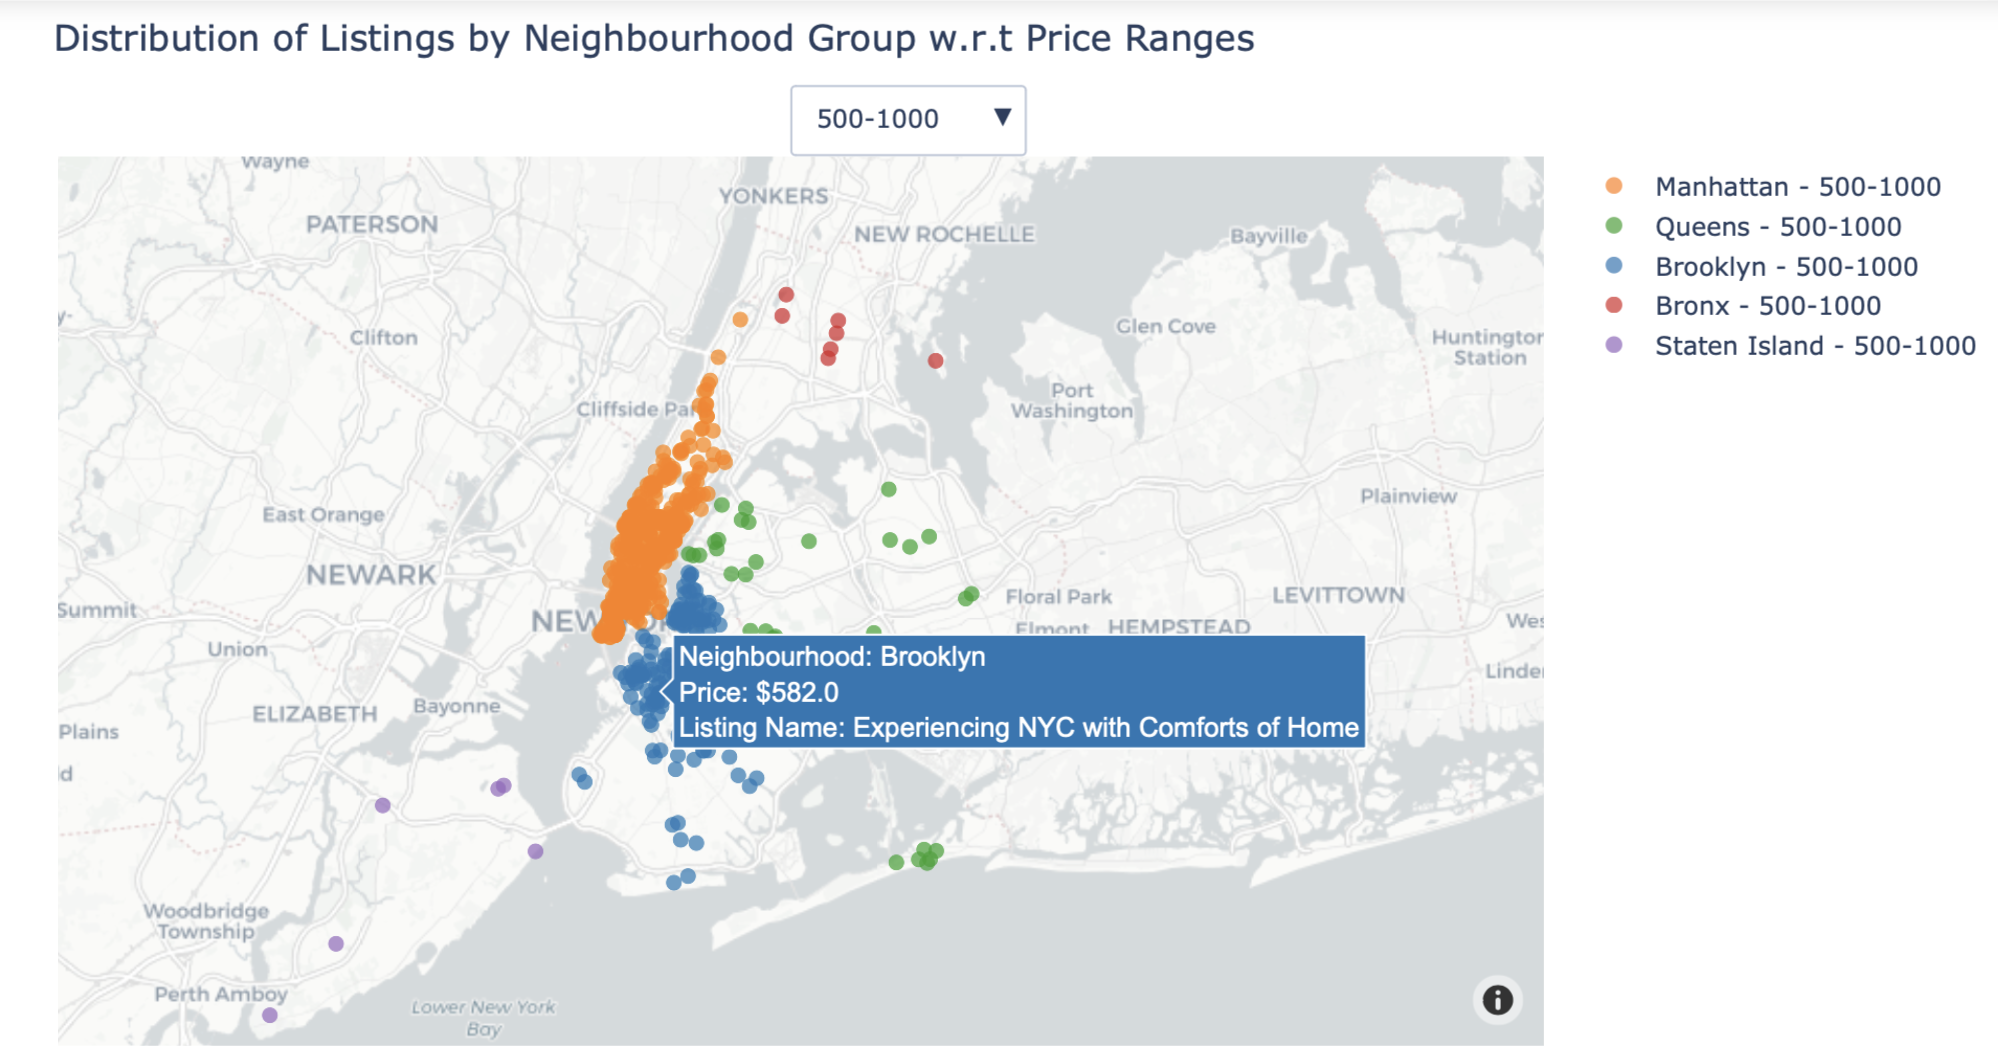 Distribution of Listings by Neighbourhood Group w.r.t Price Ranges
500-1000
Manhattan - 500-1000
Queens - 500-1000
Brooklyn - 500-1000
Bronx - 500-1000
Staten Island - 500-1000
Wayne
YONKERS
PATERSON
NEW ROCHELLE
Bayville
Clifton
Glen Cove
Huntington
Station
Port
Washington
Cliffside Par
Plainview
East Orange
NEWARK
Summit
Floral Park
LEVITTOWN
NEW
Elmont
HEMPSTEAD
Wes
Union
Neighbourhood: Brooklyn
Price: $582.0
Listing Name: Experiencing NYC with Comforts of Home
Linde
ELIZABETH
Bayonne
Plains
Woodbridge
Township
Perth Amboy
Lower New York
Bay